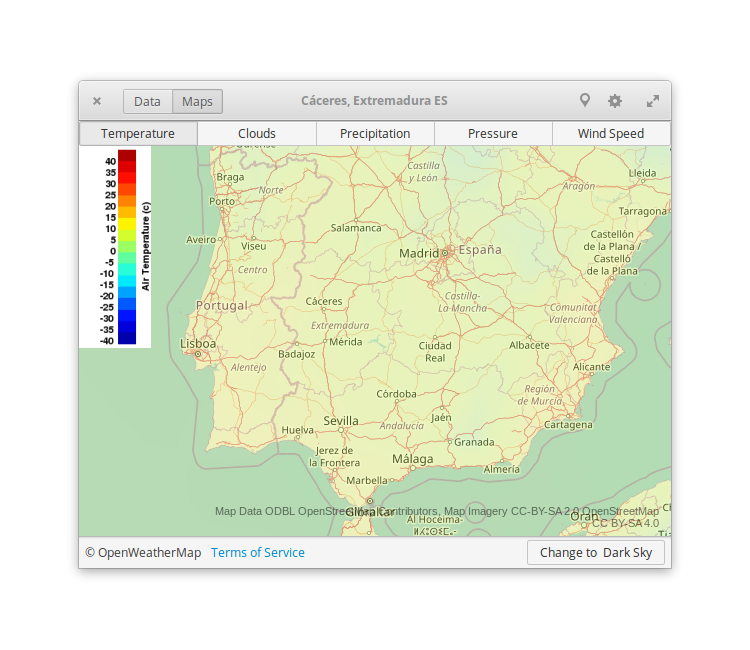 Data
Maps
Cáceres, Extremadura ES
Temperature
Clouds
Precipitation
Pressure
Wind Speed
40
35
30
25
20
15
10
5
0
-5
-10
-15
-20
-25
-30
-35
-40
Air Temperature (c)
Castilla
y León
Lleida
Braga
Norte
Aragón
Porto
Tarragona
Salamanca
Aveiro
Viseu
Castellón
de la Plana /
Castelló
de la Plana
Madrid
España
Centro
Cáceres
Castilla-
La Mancha
Portugal
Comunitat
Valenciana
Extremadura
Lisboa
Mérida
Badajoz
Ciudad
Real
Albacete
Alentejo
Alicante
Córdoba
Región
de Murcia
Sevilla
Jaén
Huelva
Andalucía
Cartagena
Granada
Jerez de
la Frontera
Málaga
Almería
Marbella
Gibraltar
Map Data ODBL OpenStreetMap Contributors, Map Imagery CC-BY-SA 2.0 OpenStreetMap
CC BY-SA 4.0
Oran
Al Hoceima-
© OpenWeatherMap
Terms of Service
Change to Dark Sky